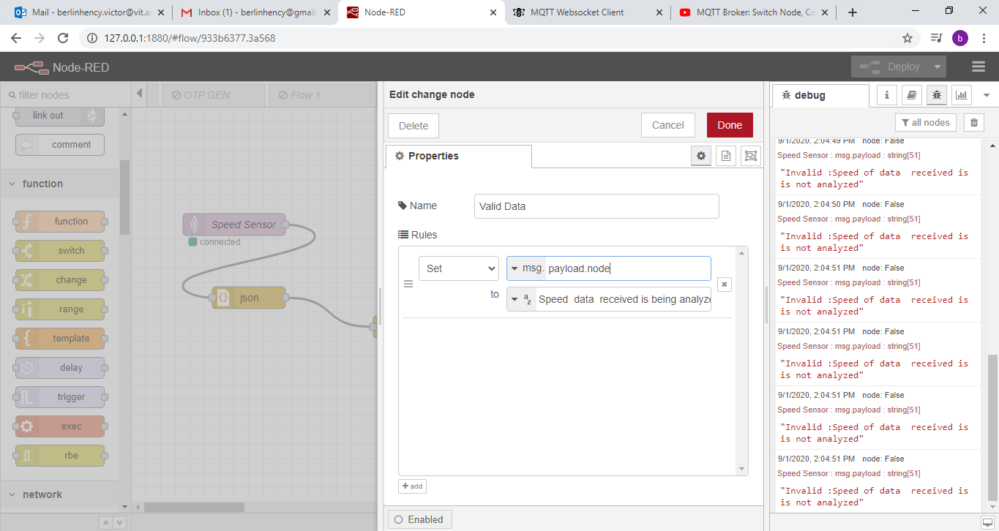 Mail - berlinhency.victor@vit.a
Inbox (1) - berlinhency@gmail.
Node-RED
MQTT Websocket Client
MQTT Broker: Switch Node, Co
127.0.0.1:1880/#flow/933b6377.3a568
b
Node-RED
Deploy
filter nodes
link out
comment
function
function
switch
change
range
template
delay
trigger
exec
rbe
network
OTP GEN
Flow 1
Speed Sensor
connected
json
Edit change node
Delete
Cancel
Done
Properties
Name
Valid Data
Rules
Set
msg. payload.node
to
a z Speed  data  received is being analyze
add
Enabled
debug
i
all nodes
9/1/2020, 2:04:49 PM node: False
Speed Sensor : msg.payload : string[51]
"Invalid :Speed of data  received is
is not analyzed"
9/1/2020, 2:04:50 PM node: False
Speed Sensor : msg.payload : string[51]
"Invalid :Speed of data  received is
is not analyzed"
9/1/2020, 2:04:51 PM node: False
Speed Sensor : msg.payload : string[51]
"Invalid :Speed of data  received is
is not analyzed"
9/1/2020, 2:04:51 PM node: False
Speed Sensor : msg.payload : string[51]
"Invalid :Speed of data  received is
is not analyzed"
9/1/2020, 2:04:51 PM node: False
Speed Sensor : msg.payload : string[51]
"Invalid :Speed of data  received is
is not analyzed"
9/1/2020, 2:04:51 PM node: False
Speed Sensor : msg.payload : string[51]
"Invalid :Speed of data  received is
is not analyzed"